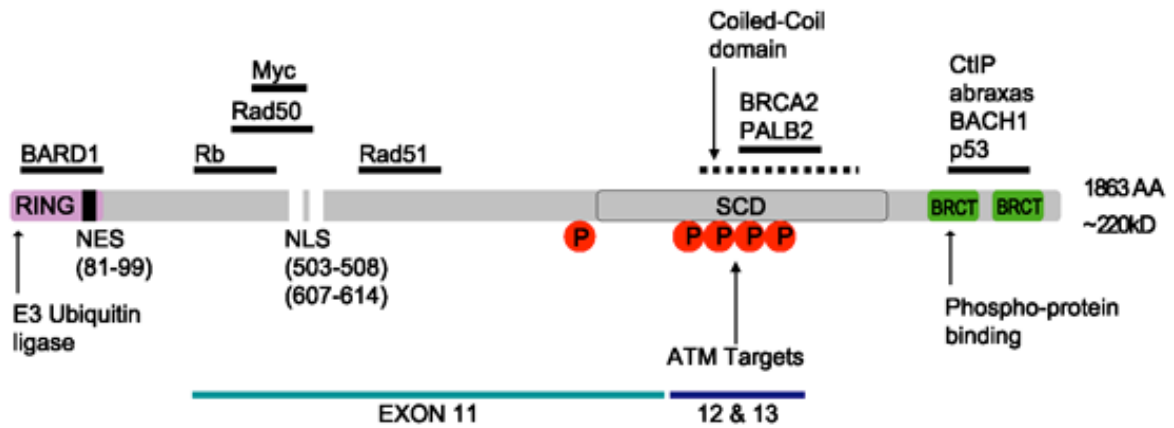 Coiled-Coil
domain
Myc
Rad50
BARD1
Rb
Rad51
BRCA2
PALB2
CtIP
abraxas
BACH1
p53
RING
SCD
BRCT
BRCT
1863 AA
~220kD
P
P
P
P
P
NES
(81-99)
NLS
(503-508)
(607-614)
E3 Ubiquitin
ligase
ATM Targets
Phospho-protein
binding
EXON 11
12 & 13